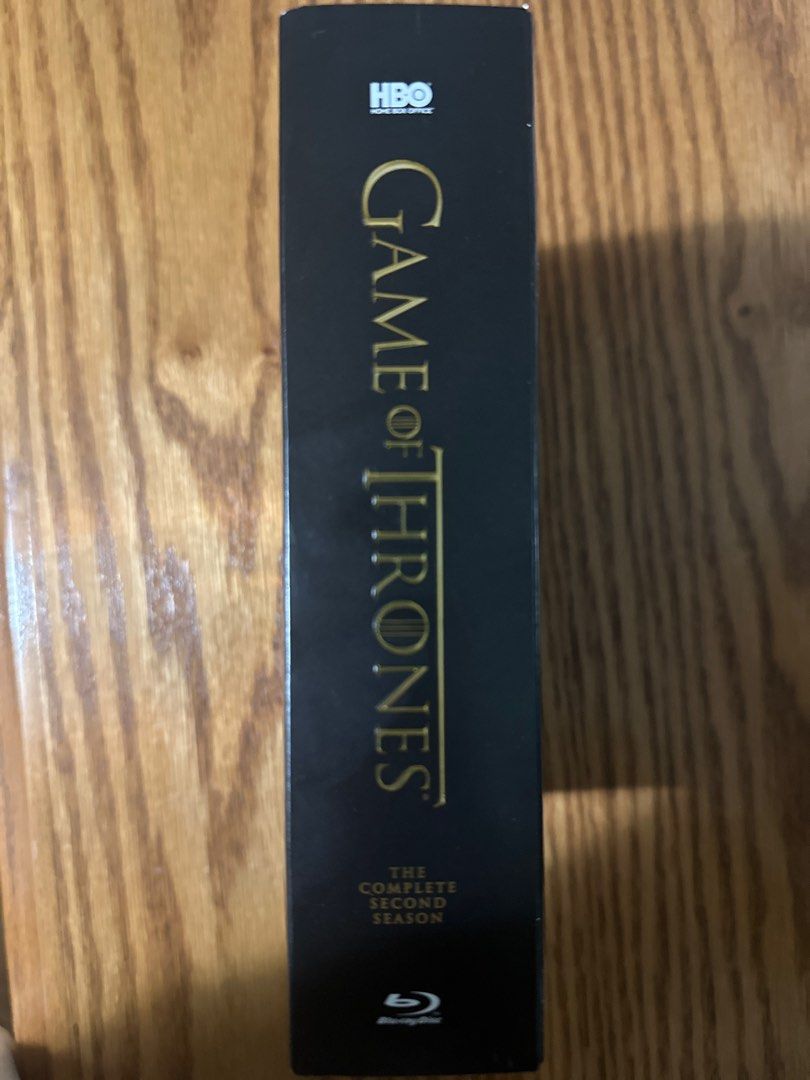 HBO
HOME BOX OFFICE
GAME OF THRONES
THE
COMPLETE
SECOND
SEASON
Blu-ray Disc